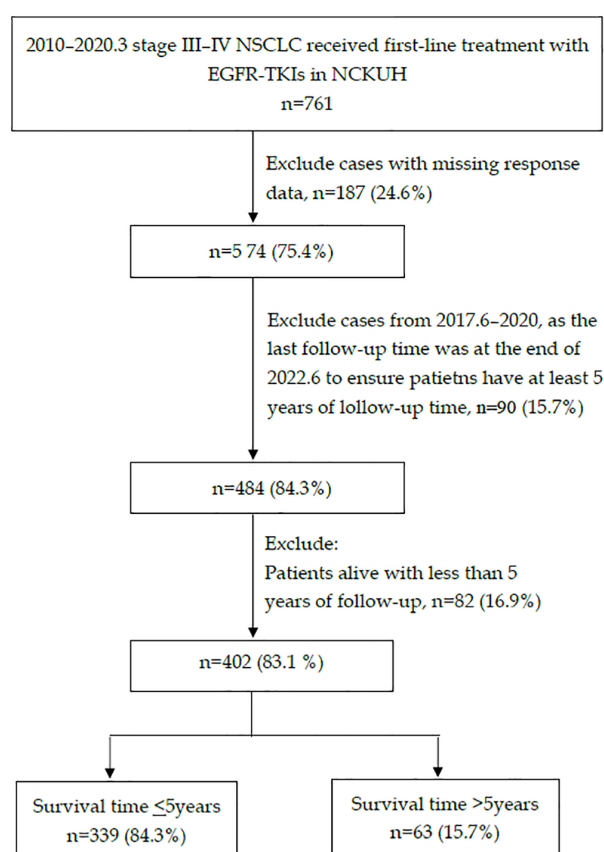 2010–2020.3 stage III–IV NSCLC received first-line treatment with
EGFR-TKIs in NCKUH
n=761
Exclude cases with missing response
data, n=187 (24.6%)
n=5 74 (75.4%)
Exclude cases from 2017.6–2020, as the
last follow-up time was at the end of
2022.6 to ensure patietns have at least 5
years of lollow-up time, n=90 (15.7%)
n=484 (84.3%)
Exclude:
Patients alive with less than 5
years of follow-up, n=82 (16.9%)
n=402 (83.1 %)
Survival time ≤5years
n=339 (84.3%)
Survival time >5years
n=63 (15.7%)